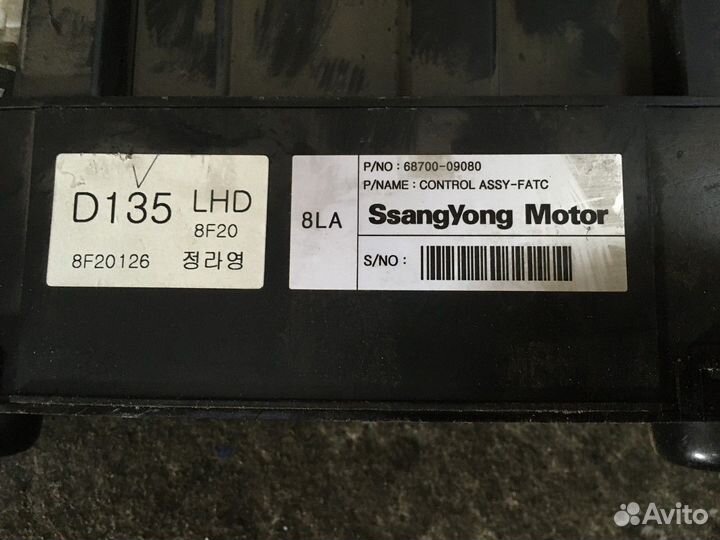 D135 LHD
8F20
8F20126 정라영
8LA
P/NO : 68700-09080
P/NAME : CONTROL ASSY-FATC
SsangYong Motor
S/NO :
Avito